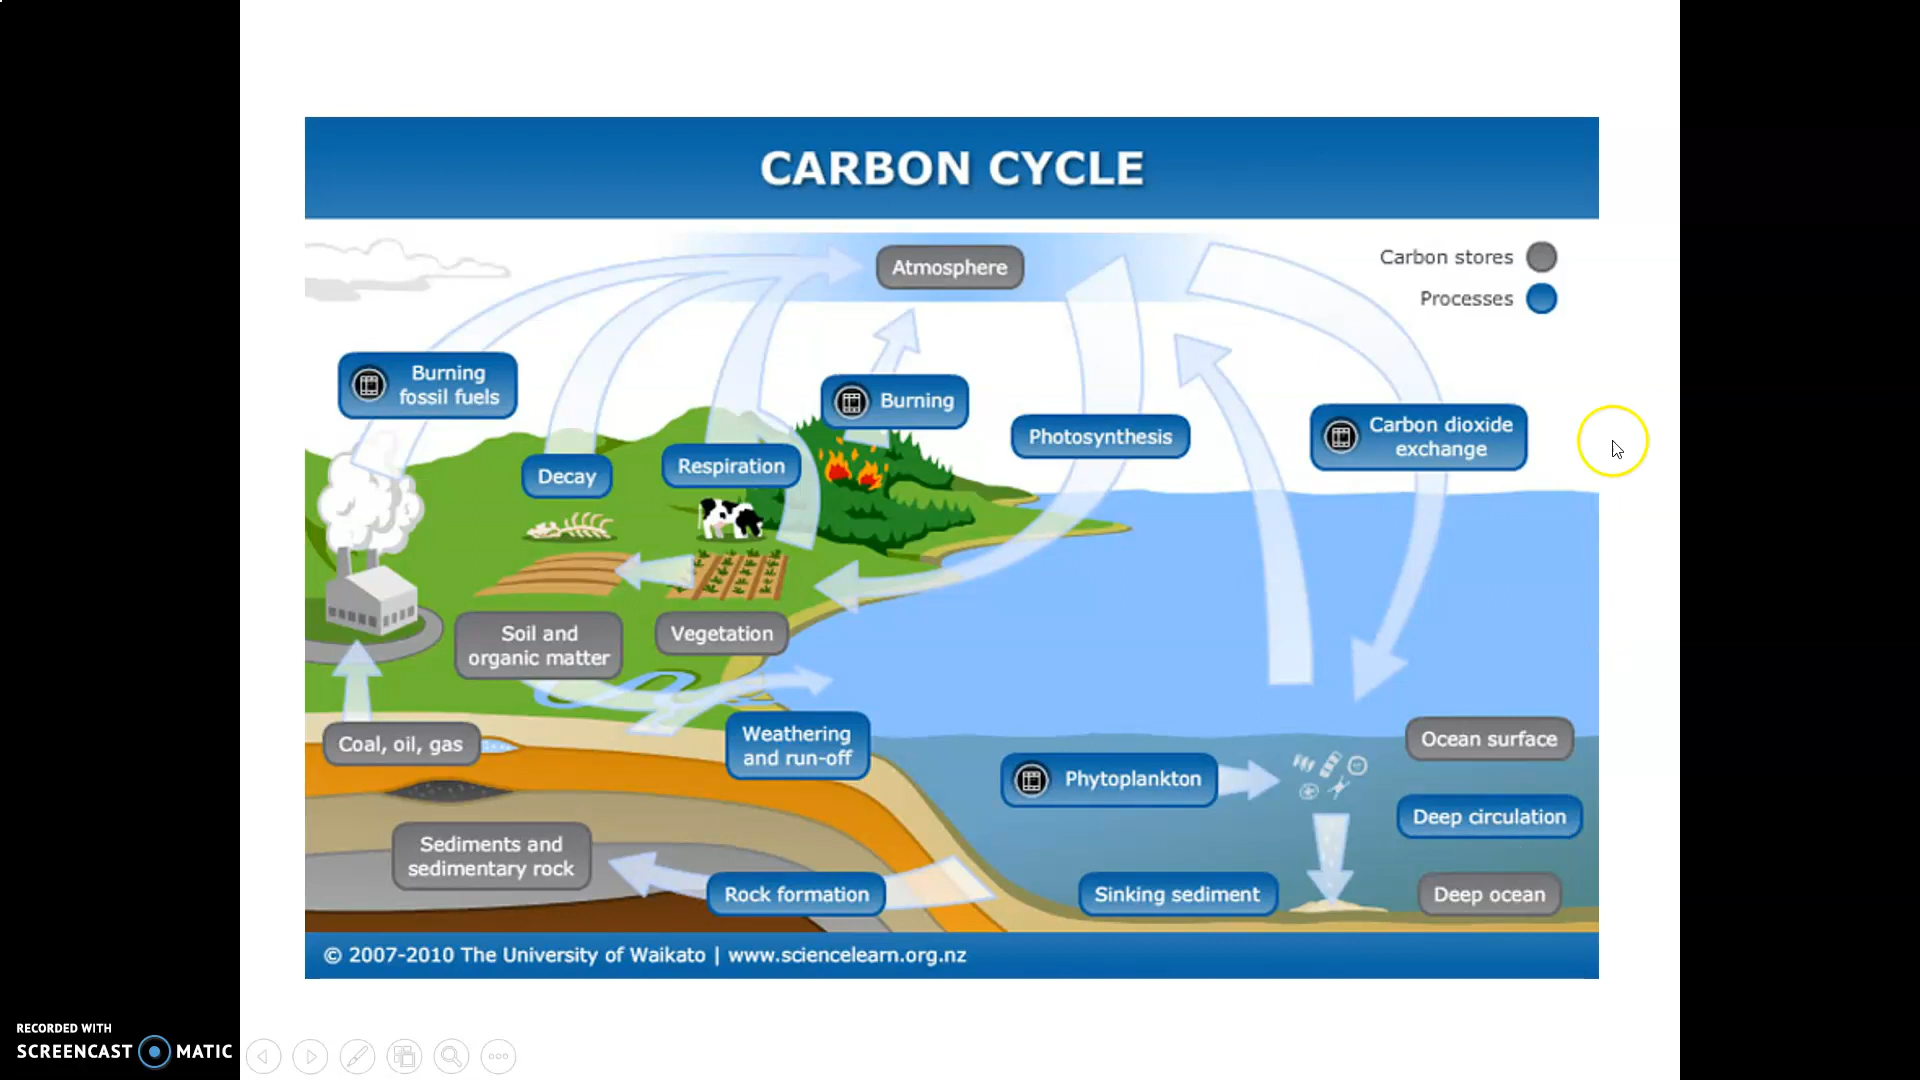 CARBON CYCLE
Atmosphere
Carbon stores
Processes
Burning
fossil fuels
Burning
Photosynthesis
Carbon dioxide
exchange
Decay
Respiration
Soil and
organic matter
Vegetation
Coal, oil, gas
Weathering
and run-off
Ocean surface
Phytoplankton
Deep circulation
Sediments and
sedimentary rock
Rock formation
Sinking sediment
Deep ocean
© 2007-2010 The University of Waikato | www.sciencelearn.org.nz
RECORDED WITH
SCREENCAST MATIC